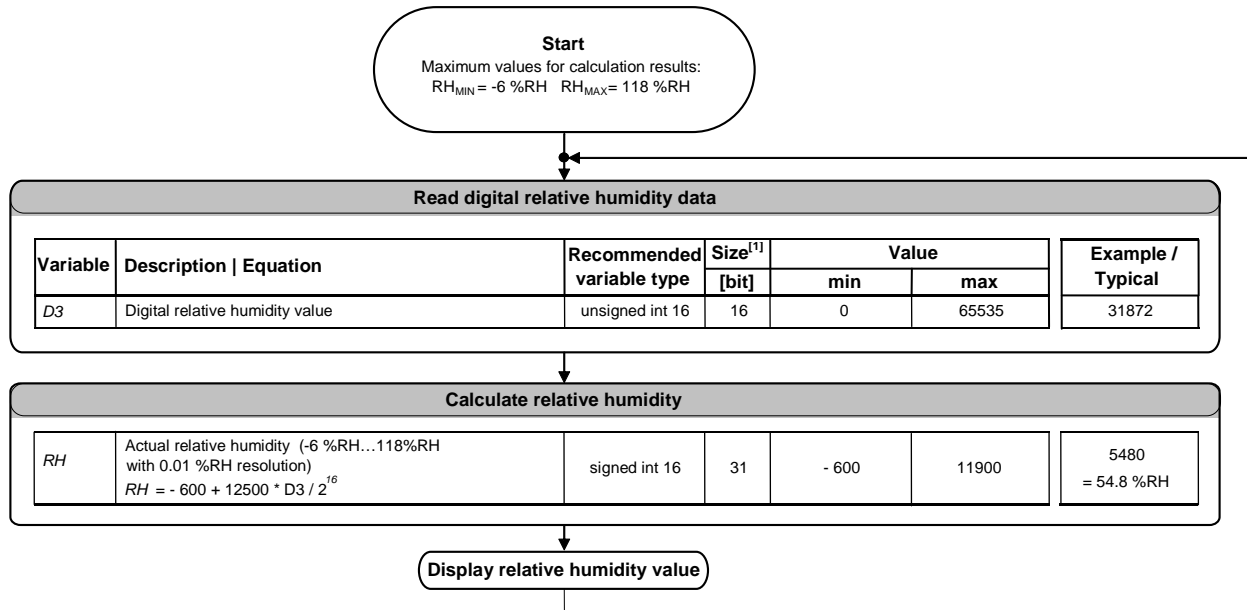 Start
Maximum values for calculation results:
RH_MIN = -6 %RH   RH_MAX= 118 %RH
Read digital relative humidity data
Variable | Description | Equation | Recommended variable type | Size[1] [bit] | Value min | max | Example / Typical
D3 | Digital relative humidity value | unsigned int 16 | 16 | 0 | 65535 | 31872
Calculate relative humidity
RH | Actual relative humidity (-6 %RH…118%RH
with 0.01 %RH resolution)
RH = - 600 + 12500 * D3 / 2^16 | signed int 16 | 31 | - 600 | 11900 | 5480
= 54.8 %RH
Display relative humidity value